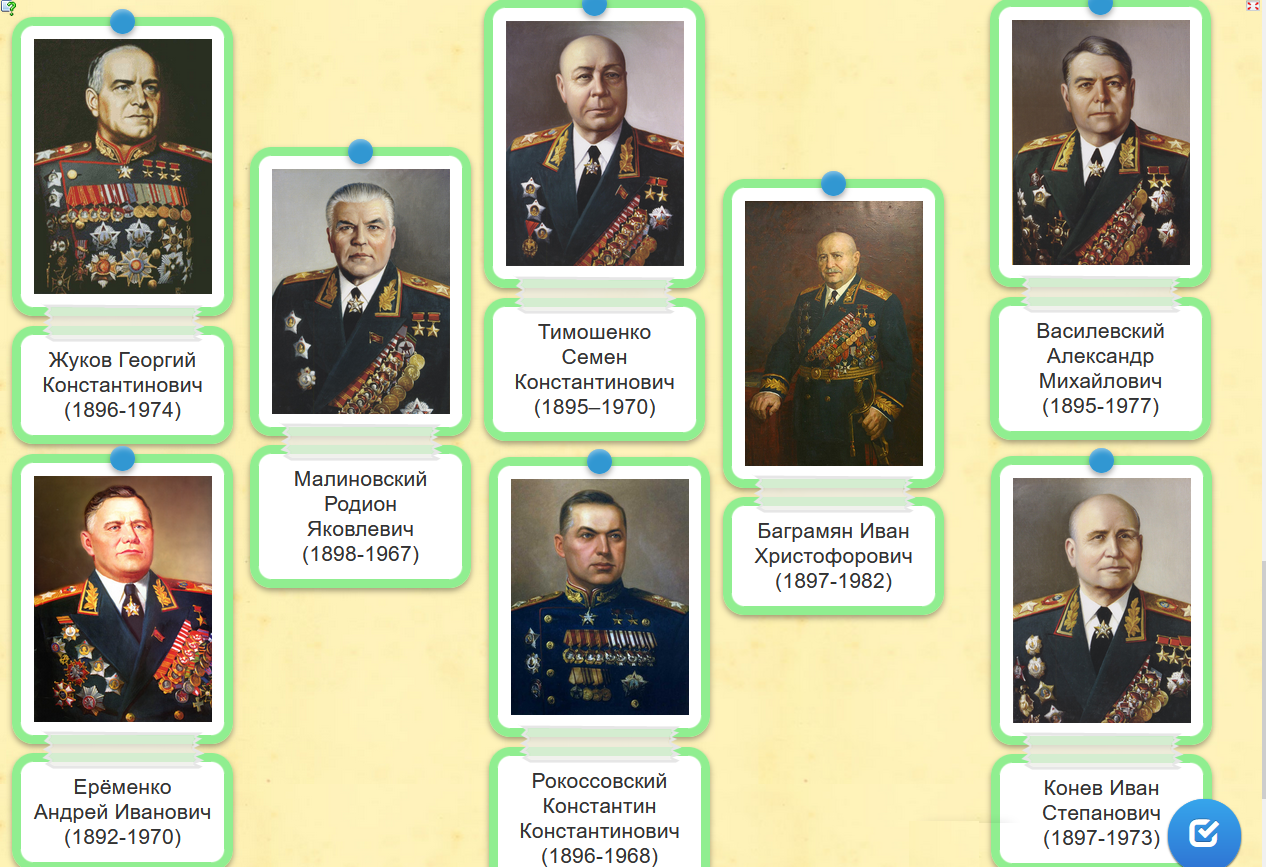 Жуков Георгий
Константинович
(1896-1974)
Малиновский
Родион
Яковлевич
(1898-1967)
Тимошенко
Семен
Константинович
(1895–1970)
Баграмян Иван
Христофорович
(1897-1982)
Василевский
Александр
Михайлович
(1895-1977)
Ерёменко
Андрей Иванович
(1892-1970)
Рокоссовский
Константин
Константинович
(1896-1968)
Конев Иван
Степанович
(1897-1973)